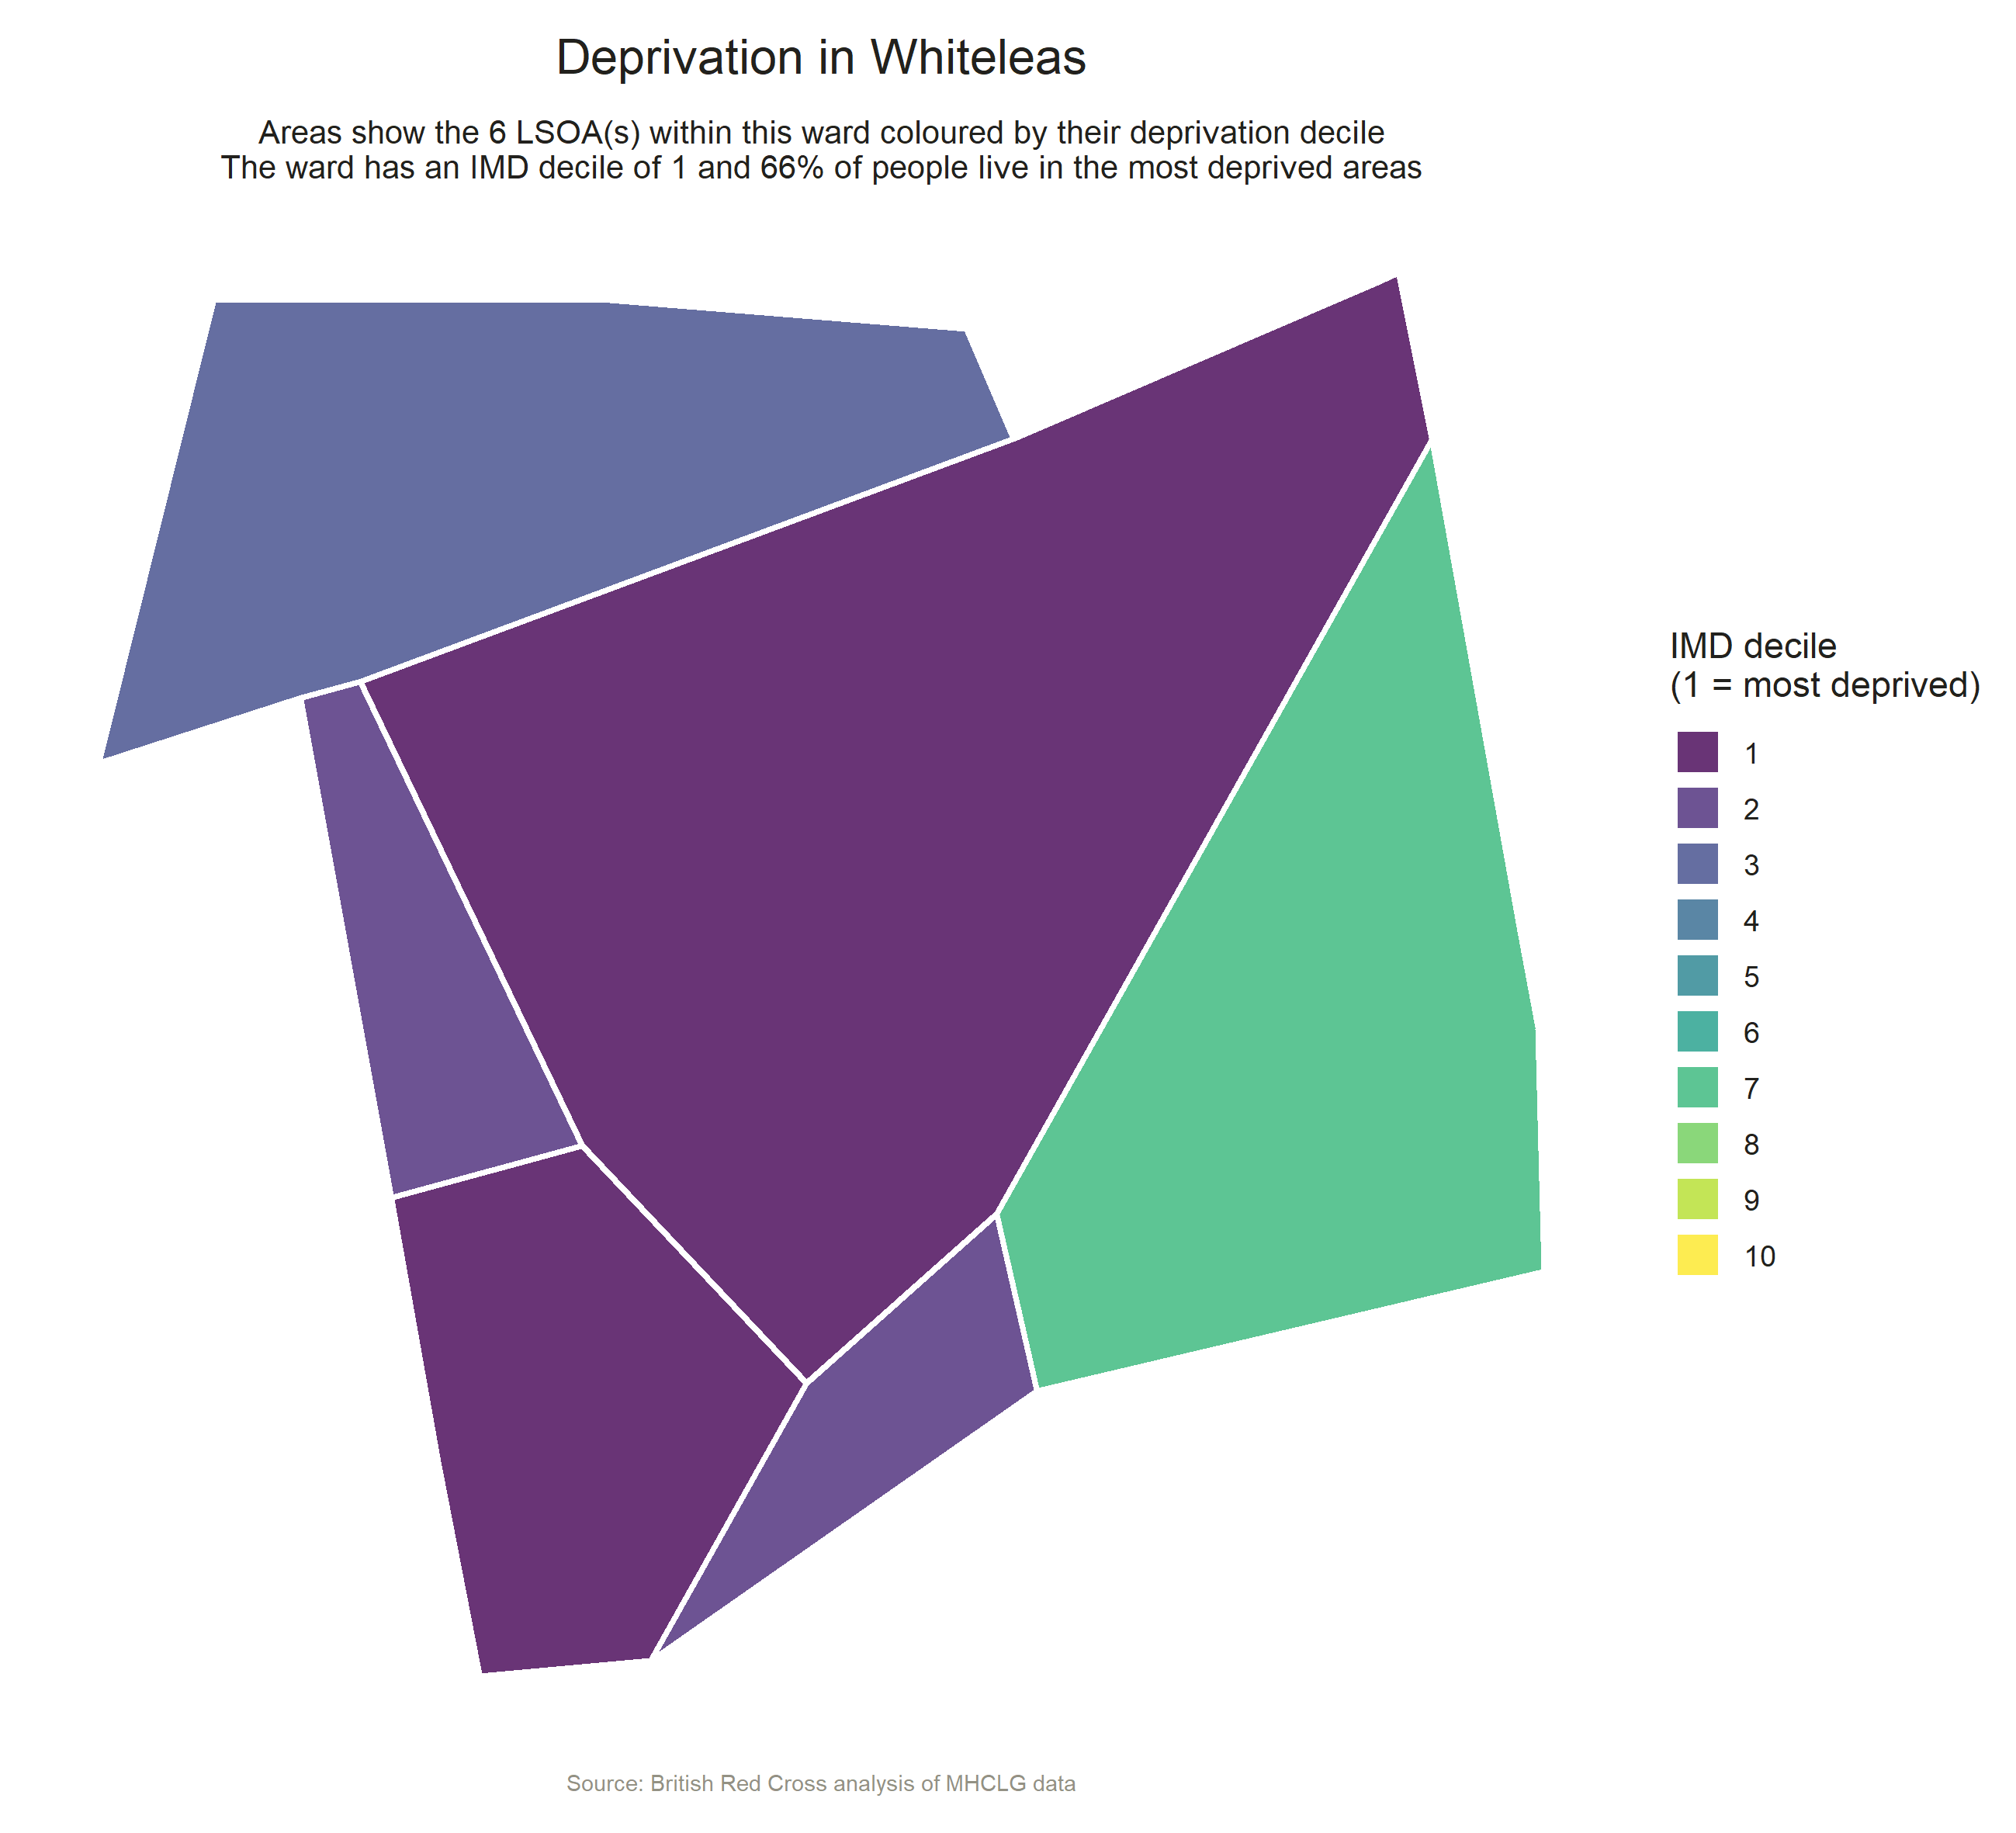 Deprivation in Whiteleas
Areas show the 6 LSOA(s) within this ward coloured by their deprivation decile
The ward has an IMD decile of 1 and 66% of people live in the most deprived areas
IMD decile
(1 = most deprived)
1
2
3
4
5
6
7
8
9
10
Source: British Red Cross analysis of MHCLG data